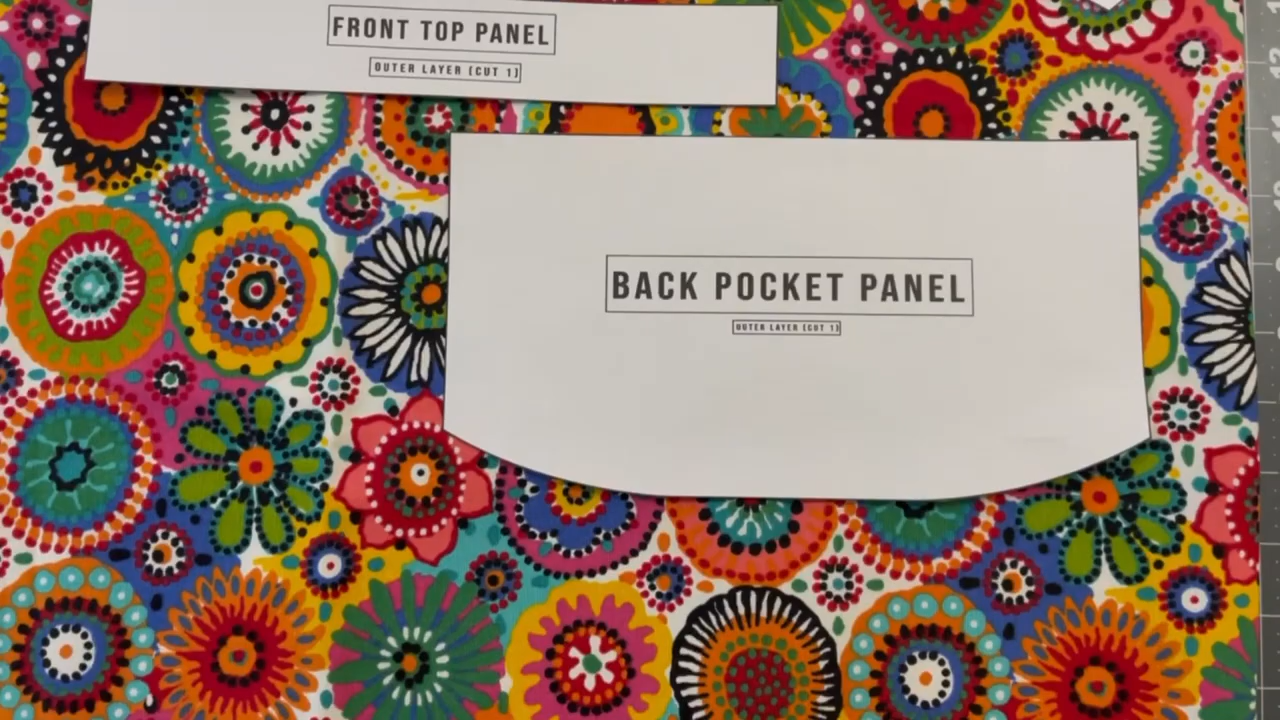 FRONT TOP PANEL
OUTER LAYER (CUT 1)
BACK POCKET PANEL
OUTER LAYER (CUT 1)